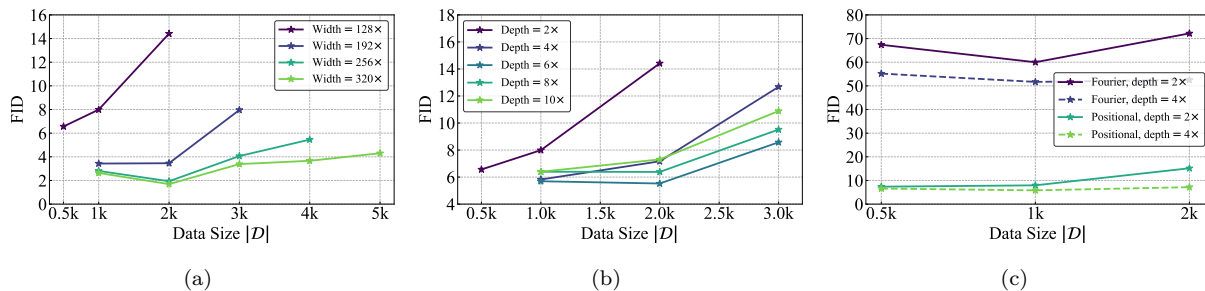 16
14
12
10
8
6
4
2
0
FID
0.5k 1k 2k 3k 4k 5k
Data Size |𝒟|
Width = 128×
Width = 192×
Width = 256×
Width = 320×
(a)
18
16
14
12
10
8
6
4
FID
0.5k 1.0k 1.5k 2.0k 2.5k 3.0k
Data Size |𝒟|
Depth = 2×
Depth = 4×
Depth = 6×
Depth = 8×
Depth = 10×
(b)
80
70
60
50
40
30
20
10
0
FID
0.5k 1k 2k
Data Size |𝒟|
Fourier, depth = 2×
Fourier, depth = 4×
Positional, depth = 2×
Positional, depth = 4×
(c)